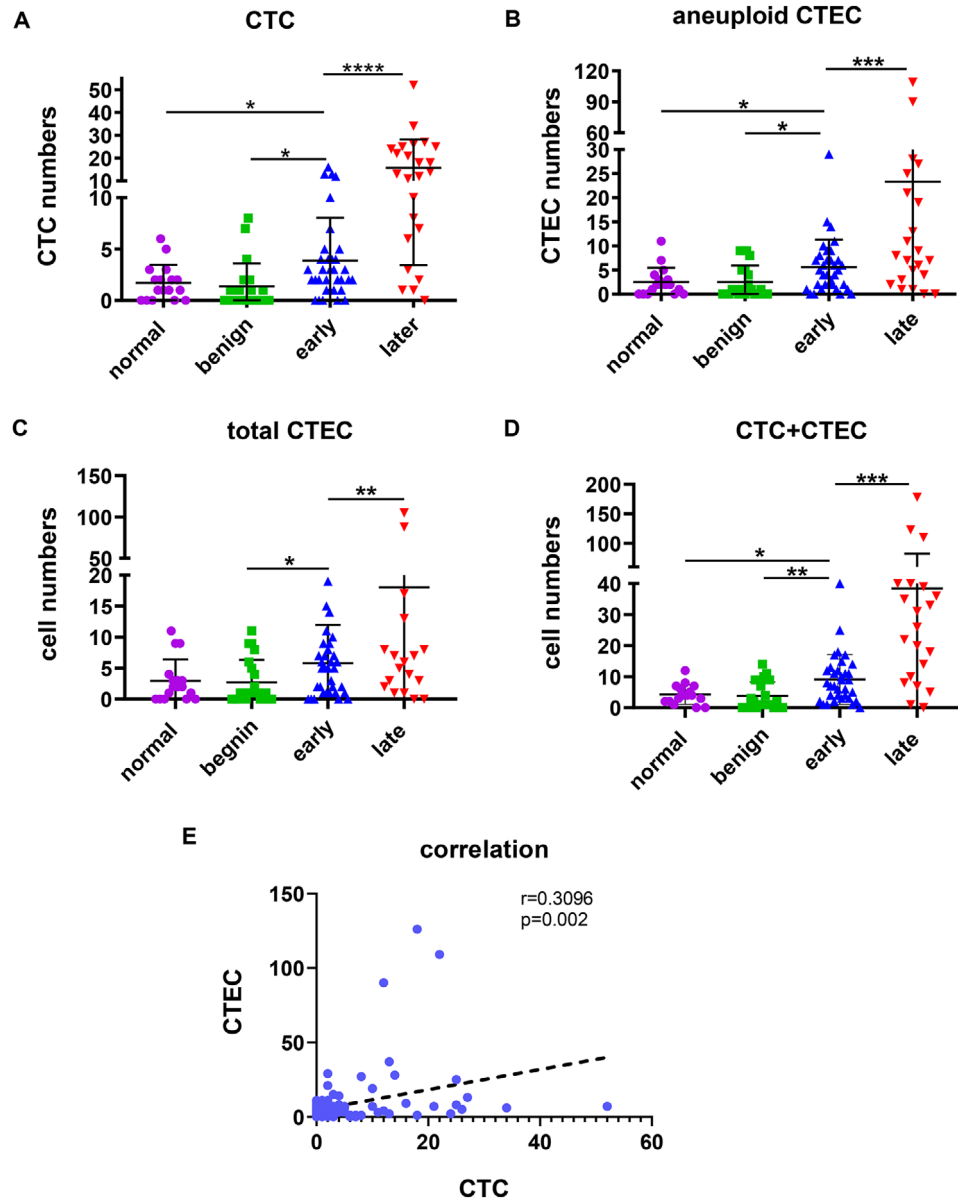 A
CTC
CTC numbers
50
40
30
20
10
10
5
0
*
*
****
normal
benign
early
later
B
aneuploid CTEC
CTEC numbers
120
90
60
30
25
20
15
10
5
0
*
*
***
normal
benign
early
late
C
total CTEC
cell numbers
150
100
50
20
15
10
5
0
*
**
normal
begnin
early
late
D
CTC+CTEC
cell numbers
200
150
100
40
30
20
10
0
*
**
***
normal
benign
early
late
E
correlation
r=0.3096
p=0.002
CTEC
150
100
50
0
0
20
40
60
CTC